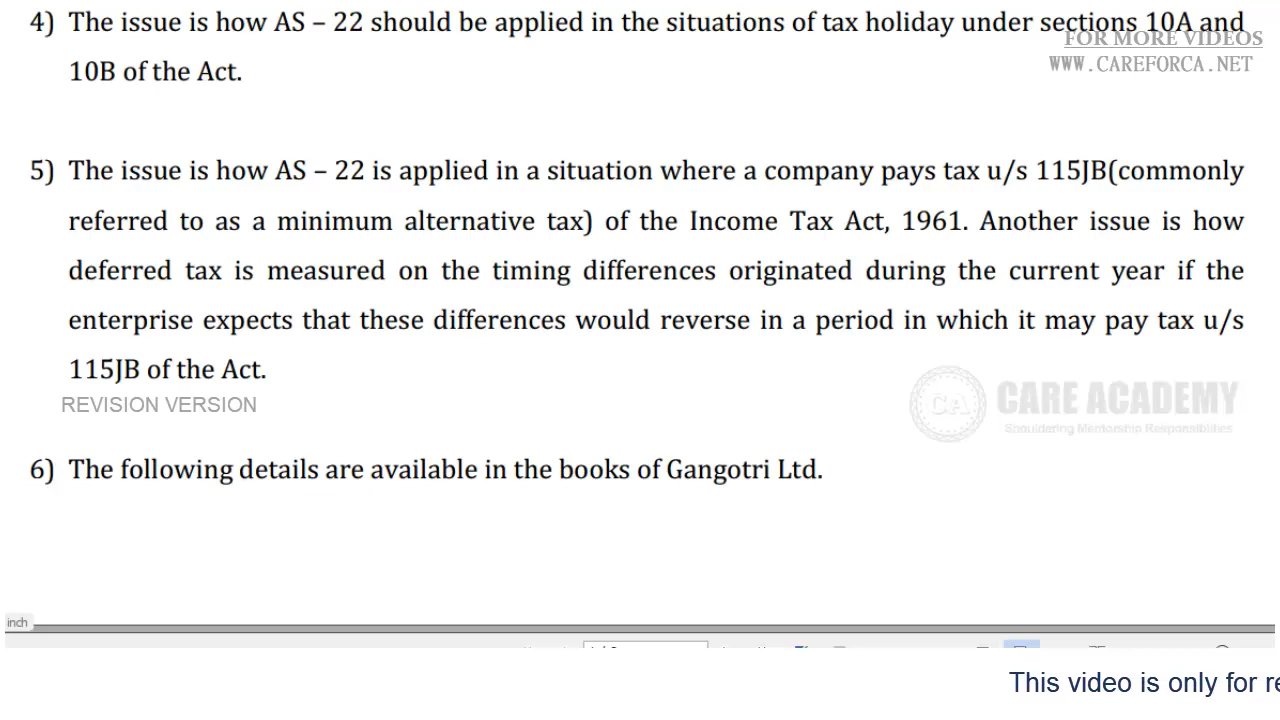 4) The issue is how AS – 22 should be applied in the situations of tax holiday under sections 10A and
FOR MORE VIDEOS
10B of the Act.
WWW.CAREFORCA.NET
5) The issue is how AS – 22 is applied in a situation where a company pays tax u/s 115JB(commonly
referred to as a minimum alternative tax) of the Income Tax Act, 1961. Another issue is how
deferred tax is measured on the timing differences originated during the current year if the
enterprise expects that these differences would reverse in a period in which it may pay tax u/s
115JB of the Act.
REVISION VERSION
CA
CARE ACADEMY
Shouldering Mentorship Responsibilities
6) The following details are available in the books of Gangotri Ltd.
inch
This video is only for re